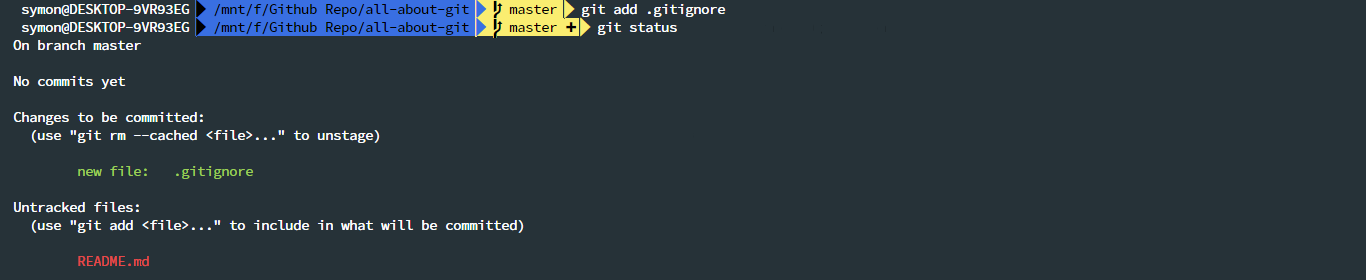 symon@DESKTOP-9VR93EG /mnt/f/Github Repo/all-about-git master git add .gitignore
symon@DESKTOP-9VR93EG /mnt/f/Github Repo/all-about-git master + git status
On branch master
No commits yet
Changes to be committed:
(use "git rm --cached <file>..." to unstage)
new file: .gitignore
Untracked files:
(use "git add <file>..." to include in what will be committed)
README.md